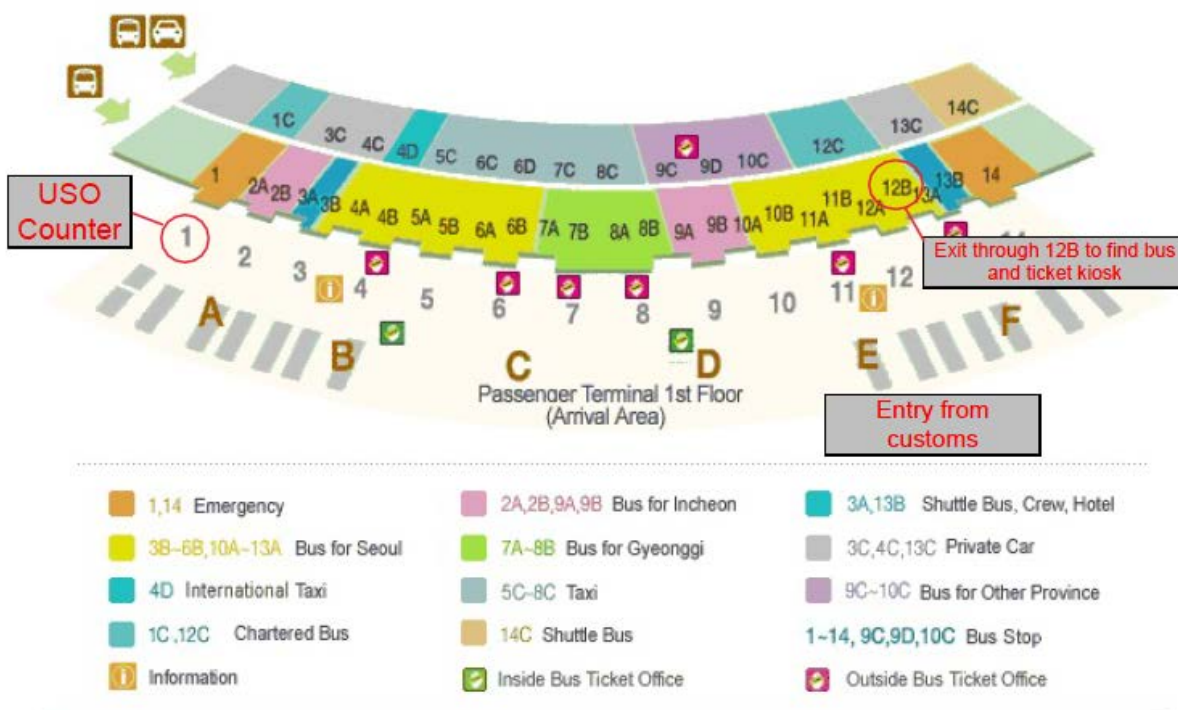 1C
3C
4C
4D
5C
6C
6D
7C
8C
9C
9D
10C
12C
13C
14C
1
2A
2B
3A
3B
4A
4B
5A
5B
6A
6B
7A
7B
8A
8B
9A
9B
10A
10B
11A
11B
12A
12B
13A
13B
14
USO
Counter
1
2
3
4
5
6
7
8
9
10
11
12
Exit through 12B to find bus
and ticket kiosk
A
B
C
D
E
F
Passenger Terminal 1st Floor
(Arrival Area)
Entry from
customs
1,14 Emergency
2A,2B,9A,9B Bus for Incheon
3A,13B Shuttle Bus, Crew, Hotel
3B~6B,10A~13A Bus for Seoul
7A~8B Bus for Gyeonggi
3C,4C,13C Private Car
4D International Taxi
5C~8C Taxi
9C~10C Bus for Other Province
1C,12C Chartered Bus
14C Shuttle Bus
1~14, 9C,9D,10C Bus Stop
Information
Inside Bus Ticket Office
Outside Bus Ticket Office